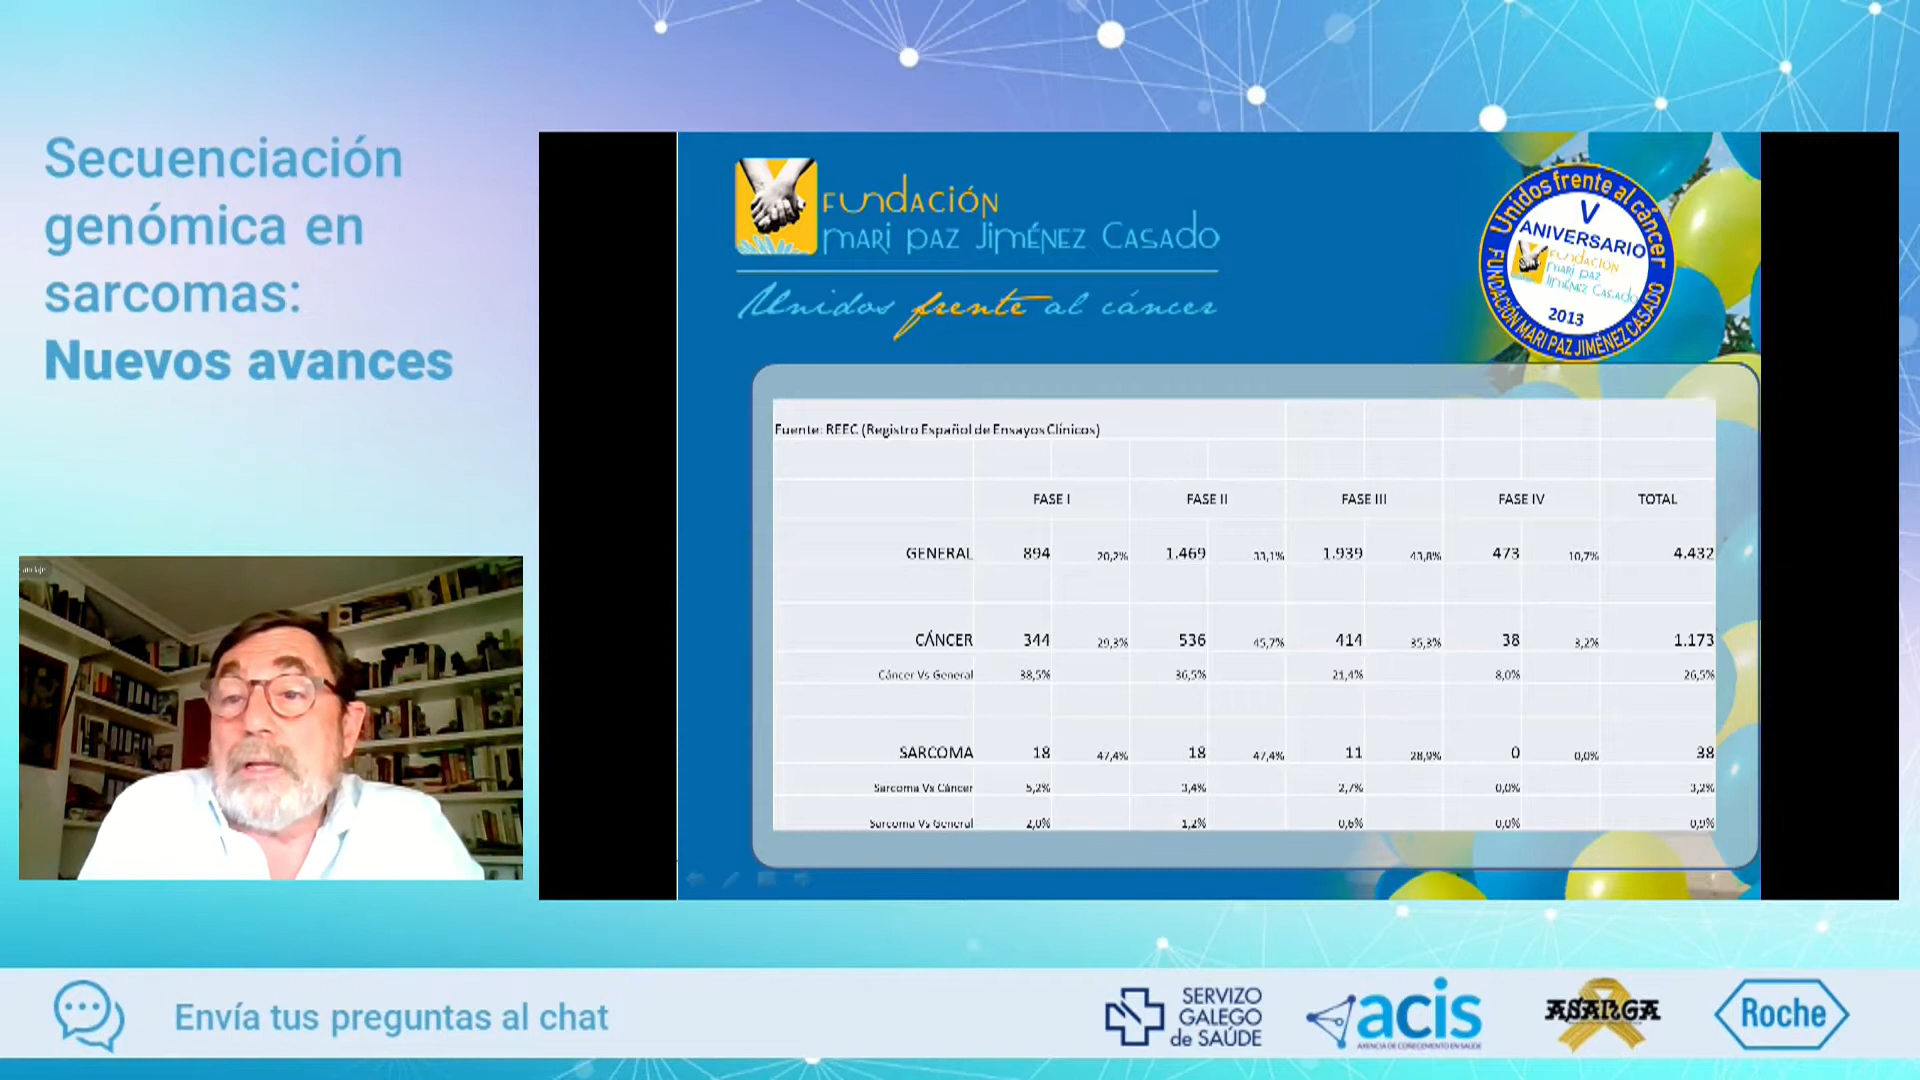 Secuenciación
genómica en
sarcomas:
Nuevos avances
FUNDACIÓN
MARI PAZ JIMÉNEZ CASADO
Unidos frente al cáncer
Unidos frente al cáncer
V
ANIVERSARIO
FUNDACIÓN
MARI PAZ
JIMÉNEZ CASADO
2013
FUNDACIÓN MARI PAZ JIMÉNEZ CASADO
Fuente: REEC (Registro Español de Ensayos Clínicos)
FASE I FASE II FASE III FASE IV TOTAL
GENERAL 894 20,2% 1.469 33,1% 1.939 43,8% 473 10,7% 4.432
CÁNCER 344 29,3% 536 45,7% 414 35,3% 38 3,2% 1.173
Cáncer Vs General 38,5% 36,5% 21,4% 8,0% 26,5%
SARCOMA 18 47,4% 18 47,4% 11 28,9% 0 0,0% 38
Sarcoma Vs Cáncer 5,2% 3,4% 2,7% 0,0% 3,2%
Sarcoma Vs General 2,0% 1,2% 0,6% 0,0% 0,9%
Envía tus preguntas al chat
SERVIZO
GALEGO
de SAÚDE
acis
AXENCIA DE COÑECEMENTO EN SAÚDE
ASARGA
Roche